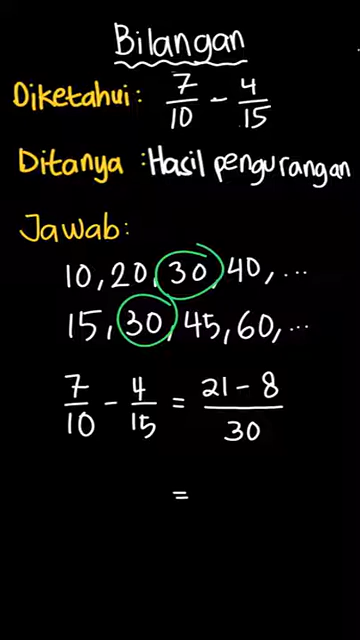 Bilangan
Diketahui: 7/10 - 4/15
Ditanya : Hasil pengurangan
Jawab:
10, 20, 30, 40, ...
15, 30, 45, 60, ...
7/10 - 4/15 = 21 - 8/30
=